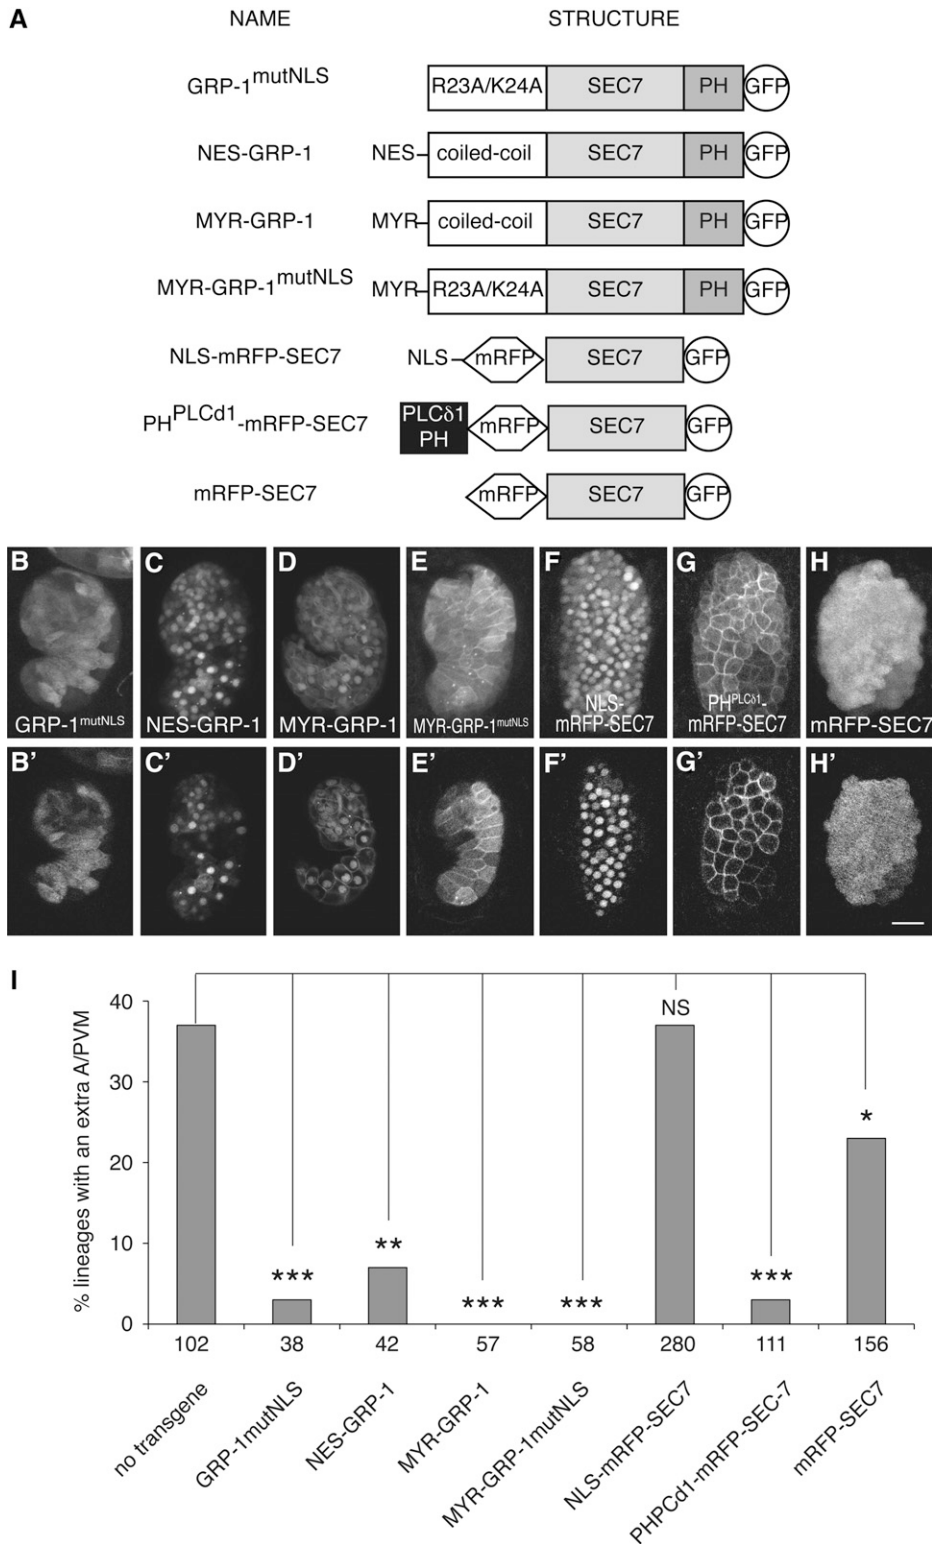 A NAME STRUCTURE
GRP-1mutNLS R23A/K24A SEC7 PH GFP
NES-GRP-1 NES coiled-coil SEC7 PH GFP
MYR-GRP-1 MYR coiled-coil SEC7 PH GFP
MYR-GRP-1mutNLS MYR R23A/K24A SEC7 PH GFP
NLS-mRFP-SEC7 NLS mRFP SEC7 GFP
PHPLCd1-mRFP-SEC7 PLCδ1 PH mRFP SEC7 GFP
mRFP-SEC7 mRFP SEC7 GFP
B C D E F G H
GRP-1mutNLS NES-GRP-1 MYR-GRP-1 MYR-GRP-1mutNLS NLS-mRFP-SEC7 PHPLCδ1-mRFP-SEC7 mRFP-SEC7
B' C' D' E' F' G' H'
I
% lineages with an extra A/PVM
40
30
20
10
0
*** ** *** *** NS *** *
102 38 42 57 58 280 111 156
no transgene
GRP-1mutNLS
NES-GRP-1
MYR-GRP-1
MYR-GRP-1mutNLS
NLS-mRFP-SEC7
PHPCd1-mRFP-SEC-7
mRFP-SEC7